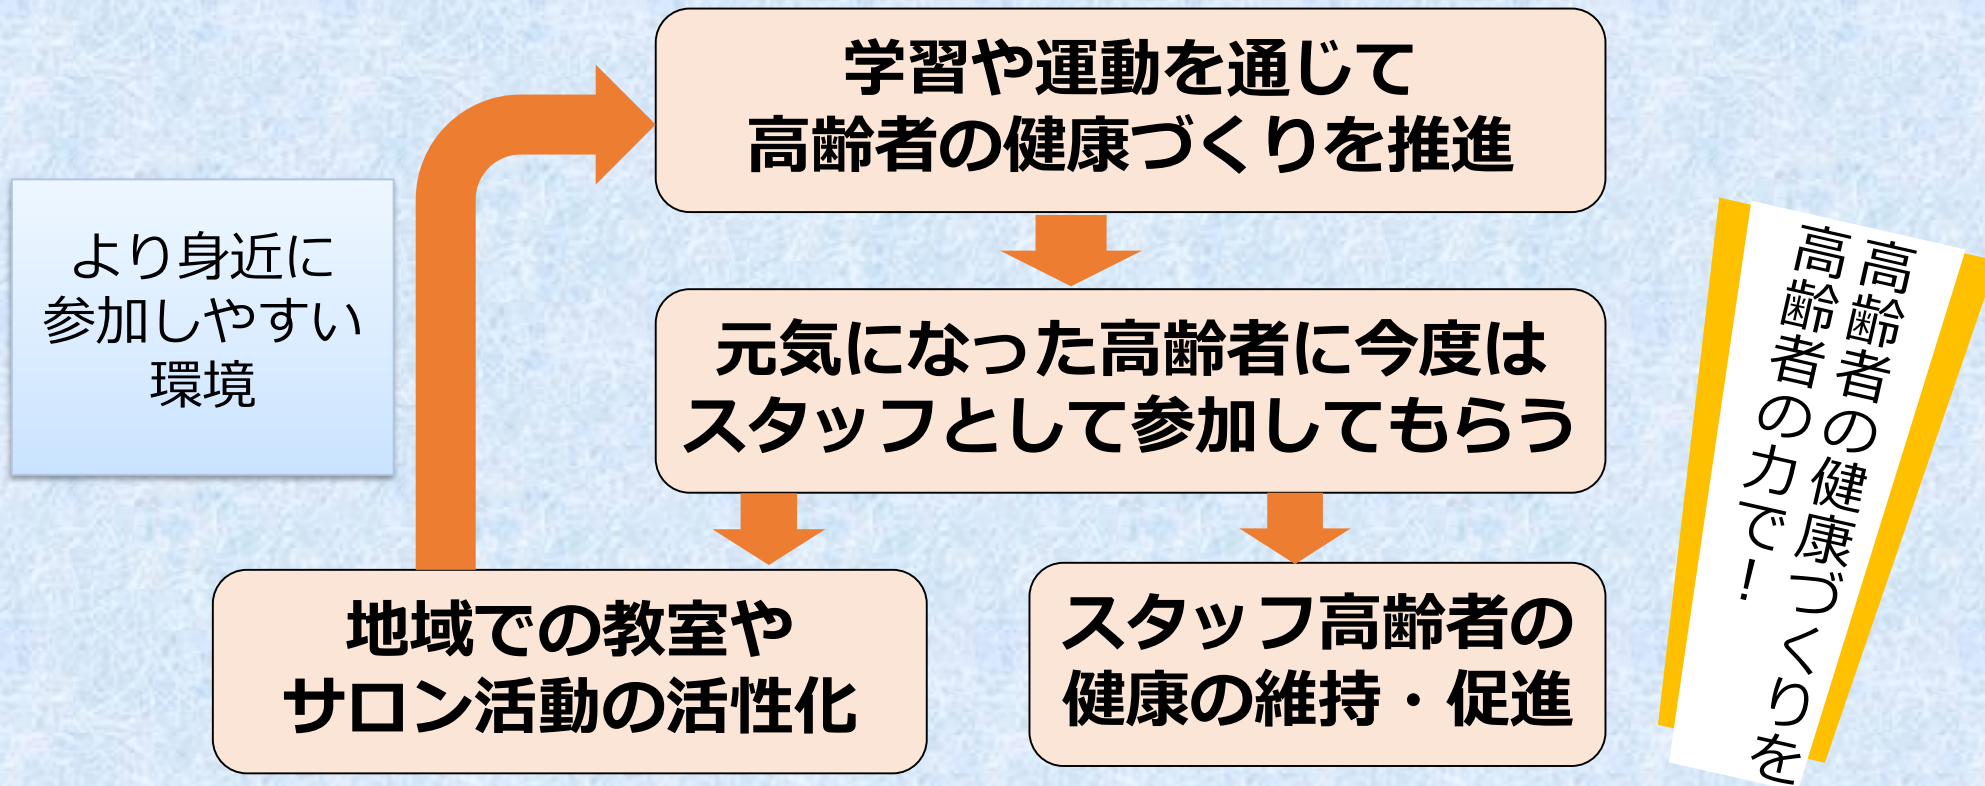 学習や運動を通じて
高齢者の健康づくりを推進
より身近に
参加しやすい
環境
元気になった高齢者に今度は
スタッフとして参加してもらう
地域での教室や
サロン活動の活性化
スタッフ高齢者の
健康の維持・促進
高齢者の健康づくりを
高齢者の力で！